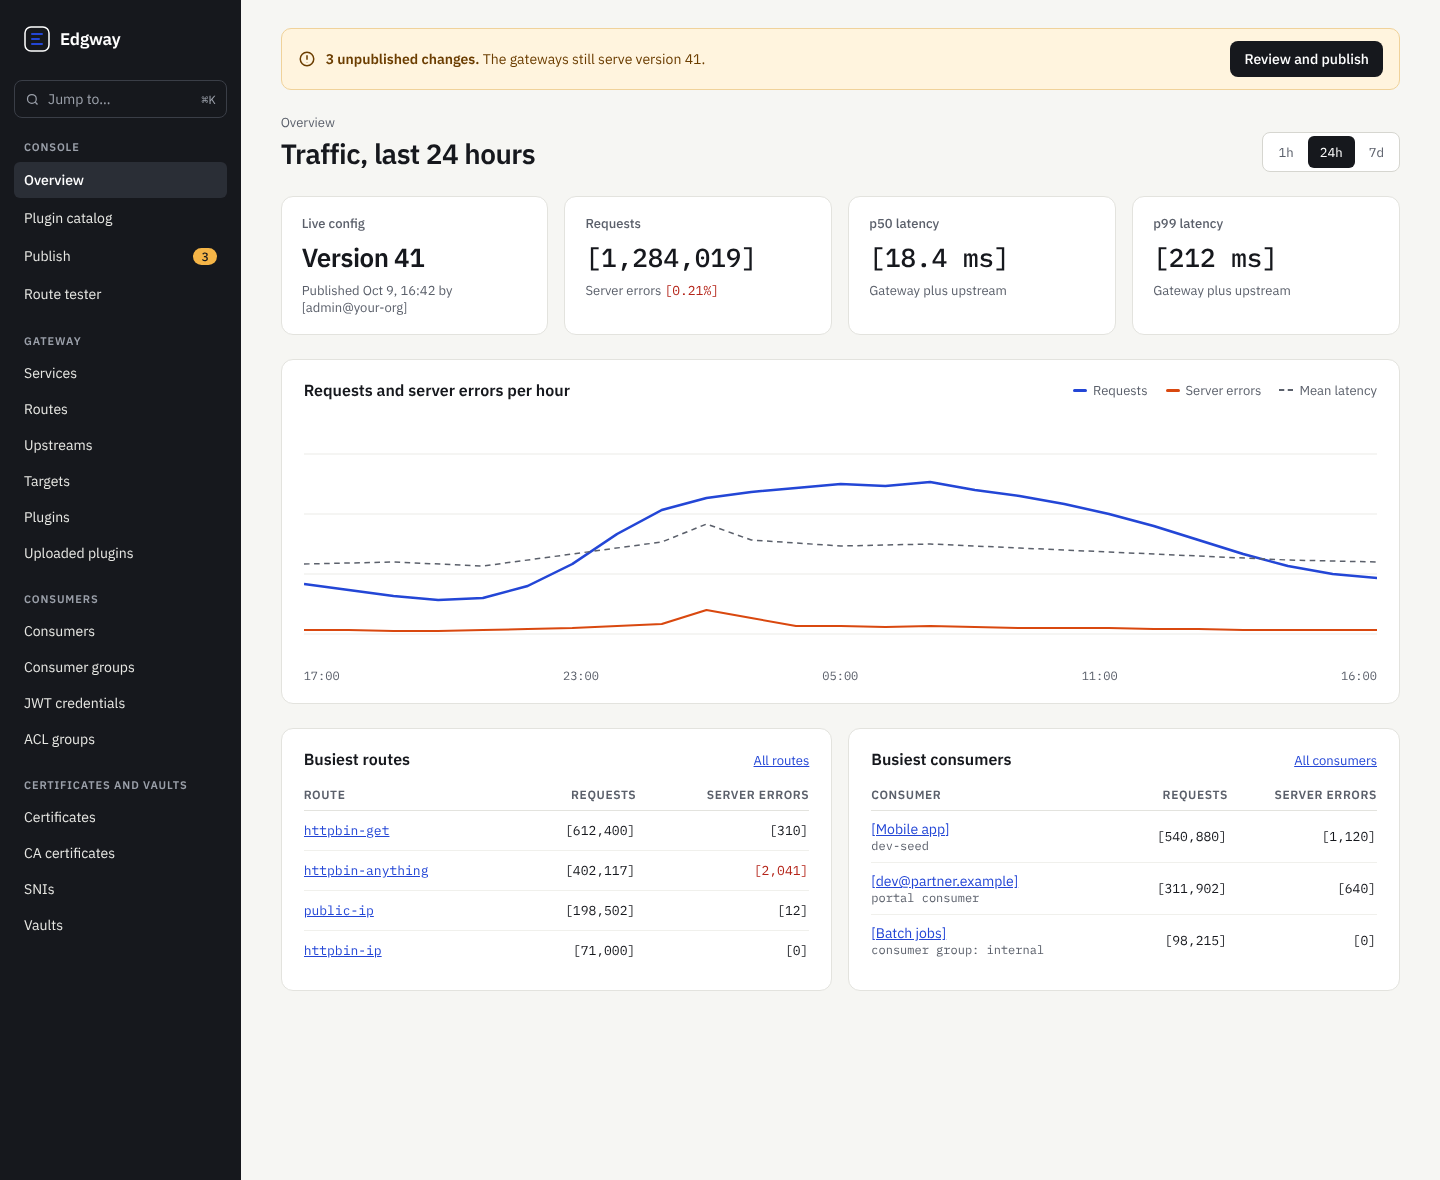 Edgway
Jump to...
⌘K
CONSOLE
Overview
Plugin catalog
Publish
3
Route tester
GATEWAY
Services
Routes
Upstreams
Targets
Plugins
Uploaded plugins
CONSUMERS
Consumers
Consumer groups
JWT credentials
ACL groups
CERTIFICATES AND VAULTS
Certificates
CA certificates
SNIs
Vaults
3 unpublished changes. The gateways still serve version 41.
Review and publish
Overview
Traffic, last 24 hours
1h 24h 7d
Live config
Version 41
Published Oct 9, 16:42 by
[admin@your-org]
Requests
[1,284,019]
Server errors [0.21%]
p50 latency
[18.4 ms]
Gateway plus upstream
p99 latency
[212 ms]
Gateway plus upstream
Requests and server errors per hour
Requests Server errors Mean latency
17:00 23:00 05:00 11:00 16:00
Busiest routes
All routes
ROUTE REQUESTS SERVER ERRORS
httpbin-get [612,400] [310]
httpbin-anything [402,117] [2,041]
public-ip [198,502] [12]
httpbin-ip [71,000] [0]
Busiest consumers
All consumers
CONSUMER REQUESTS SERVER ERRORS
[Mobile app] [540,880] [1,120]
dev-seed
[dev@partner.example] [311,902] [640]
portal consumer
[Batch jobs] [98,215] [0]
consumer group: internal